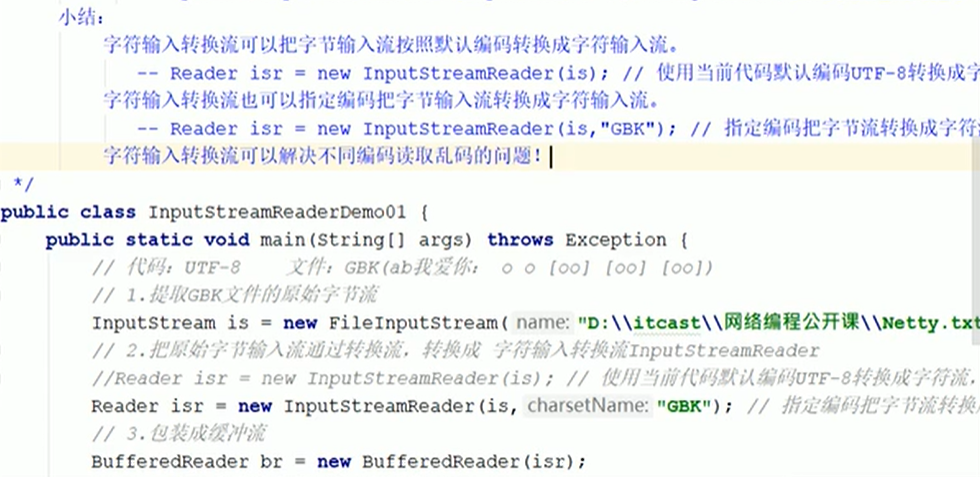 小结：
字符输入转换流可以把字节输入流按照默认编码转换成字符输入流。
-- Reader isr = new InputStreamReader(is); // 使用当前代码默认编码UTF-8转换成字
字符输入转换流也可以指定编码把字节输入流转换成字符输入流。
-- Reader isr = new InputStreamReader(is,"GBK"); // 指定编码把字节流转换成字符
字符输入转换流可以解决不同编码读取乱码的问题！
*/
public class InputStreamReaderDemo01 {
public static void main(String[] args) throws Exception {
// 代码：UTF-8 文件：GBK(ab我爱你： o o [oo] [oo] [oo])
// 1.提取GBK文件的原始字节流
InputStream is = new FileInputStream( name: "D:\\itcast\\网络编程公开课\\Netty.txt
// 2.把原始字节输入流通过转换流，转换成 字符输入转换流InputStreamReader
//Reader isr = new InputStreamReader(is); // 使用当前代码默认编码UTF-8转换成字符流，
Reader isr = new InputStreamReader(is, charsetName: "GBK"); // 指定编码把字节流转换
// 3.包装成缓冲流
BufferedReader br = new BufferedReader(isr);